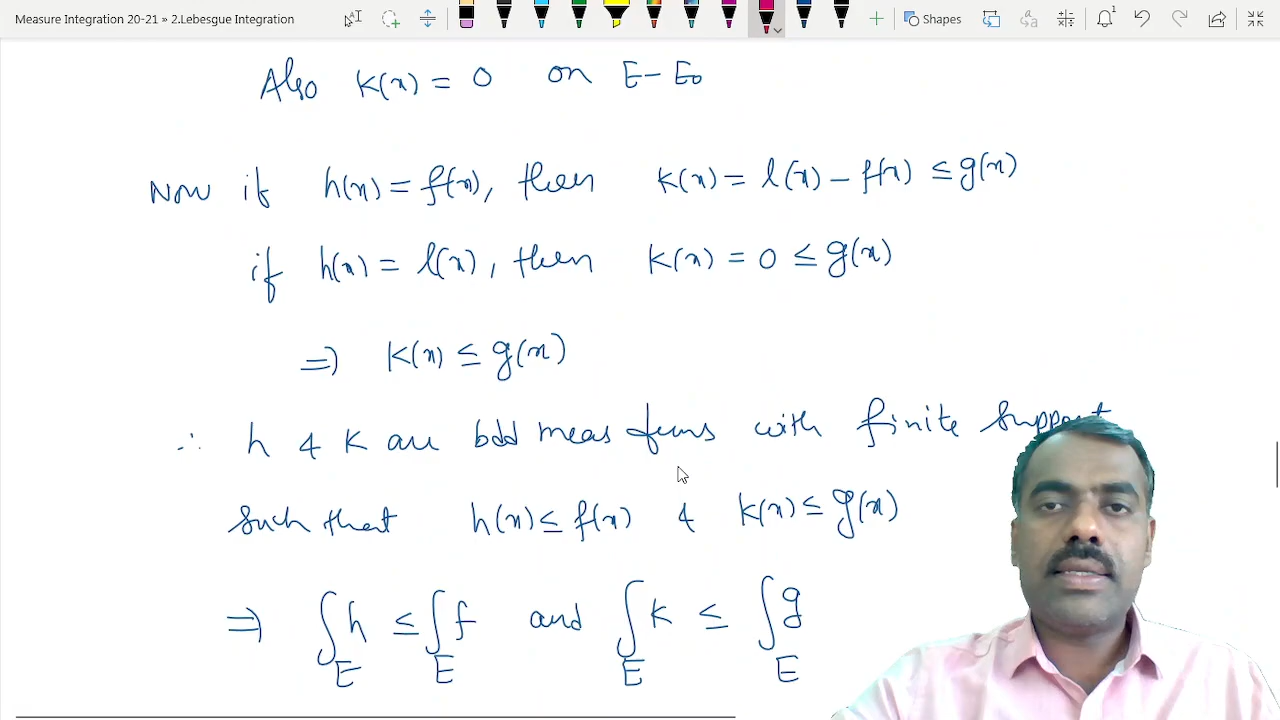 Measure Integration 20-21 » 2.Lebesgue Integration
Shapes
Also k(x) = 0 on E - E₀
Now if h(x) = f(x), then k(x) = l(x) - f(x) ≤ g(x)
if h(x) = l(x), then k(x) = 0 ≤ g(x)
⇒ k(x) ≤ g(x)
∴ h & k are bdd meas funs with finite support
such that h(x) ≤ f(x) & k(x) ≤ g(x)
⇒ ∫_E h ≤ ∫_E f and ∫_E k ≤ ∫_E g